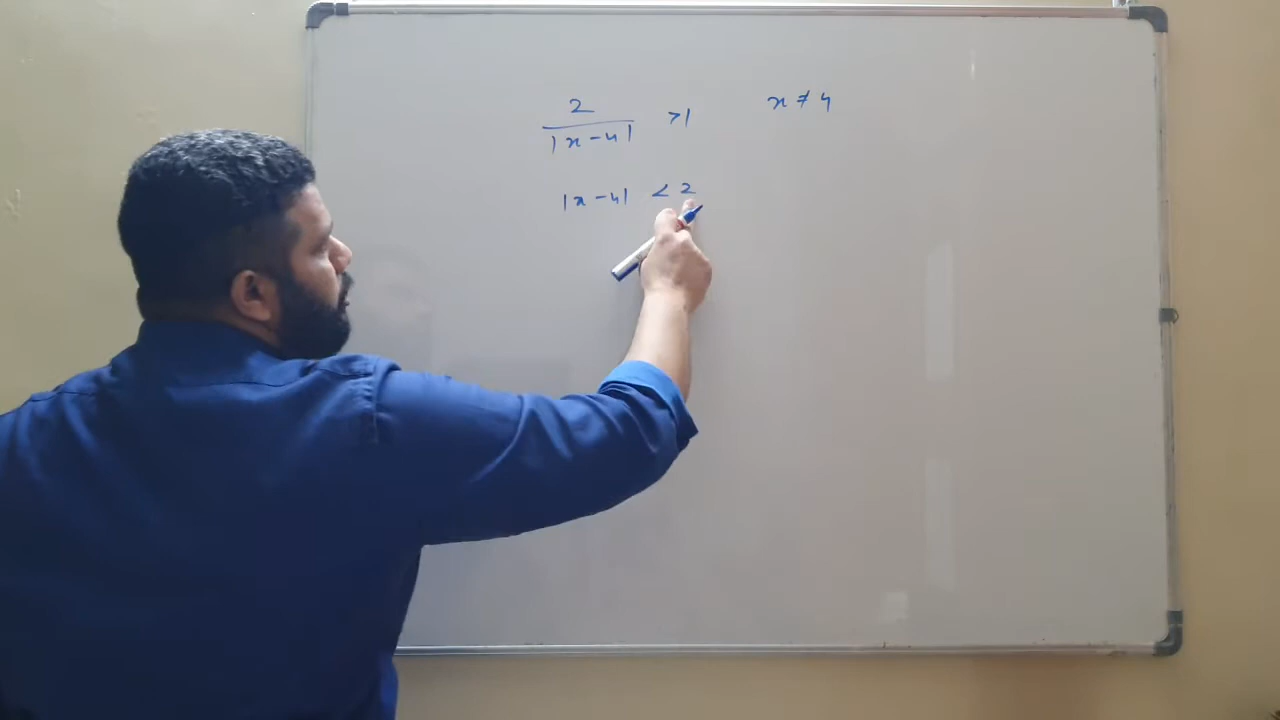 2 / |x-4| >1 x ≠ 4
|x-4| < 2